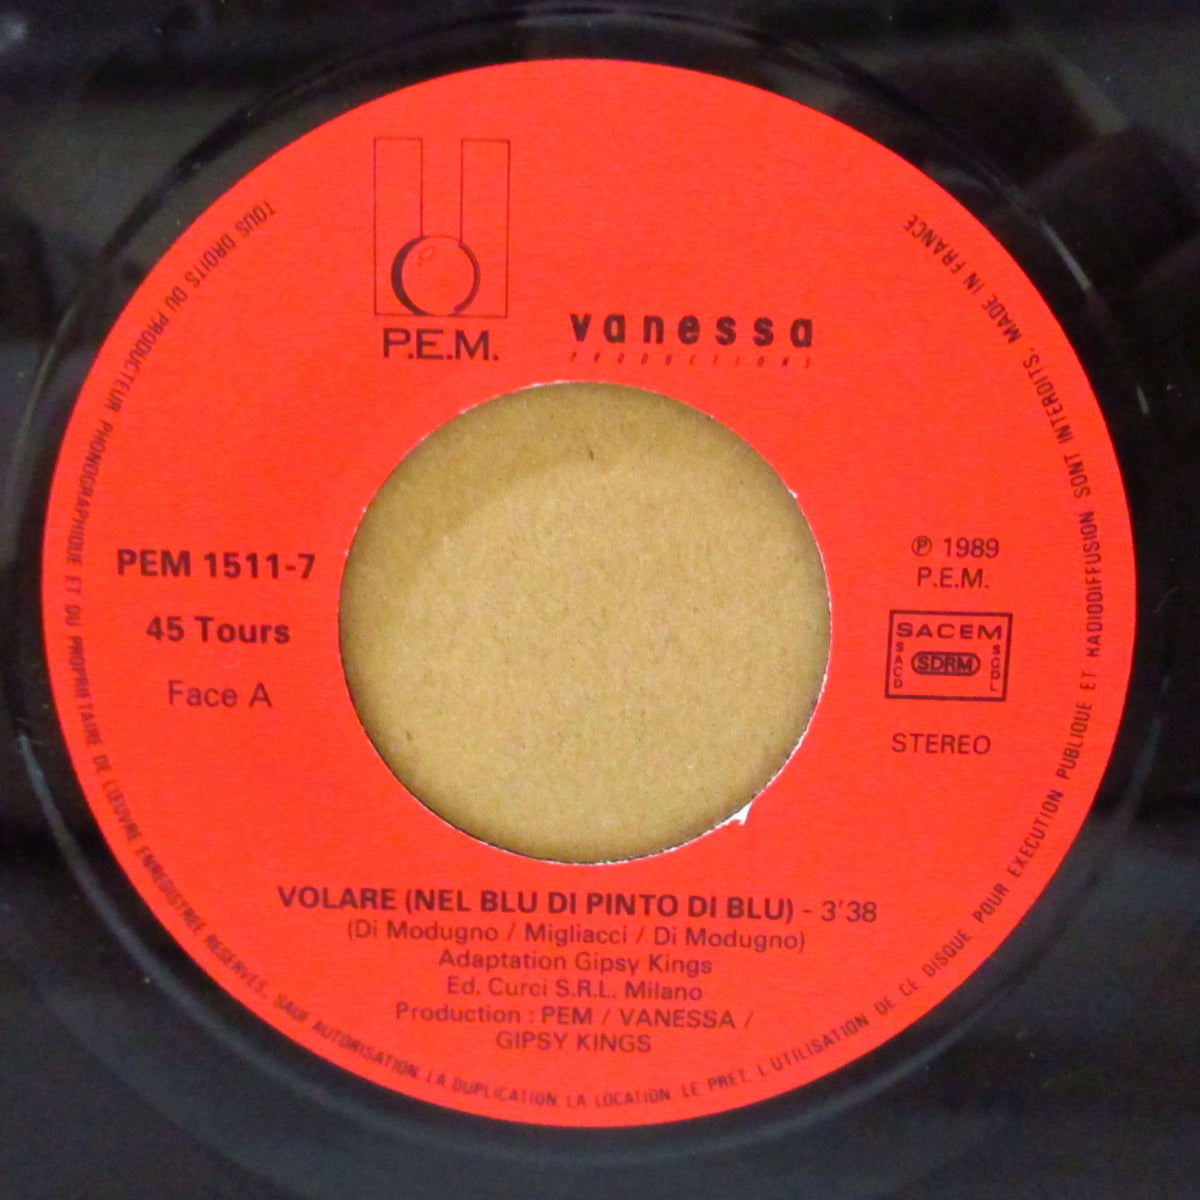 P.E.M.
vanessa
PRODUCTIONS
PEM 1511-7
45 Tours
Face A
℗ 1989
P.E.M.
SACEM
SACD
SDRM
SGDL
STEREO
VOLARE (NEL BLU DI PINTO DI BLU) - 3'38
(Di Modugno / Migliacci / Di Modugno)
Adaptation Gipsy Kings
Ed. Curci S.R.L. Milano
Production : PEM / VANESSA /
GIPSY KINGS
TOUS DROITS DU PRODUCTEUR PHONOGRAPHIQUE ET DU PROPRIETAIRE DE L'ŒUVRE ENREGISTREE RESERVES. SAUF AUTORISATION LA DUPLICATION LA LOCATION, LE PRET, L'UTILISATION DE CE DISQUE POUR EXECUTION PUBLIQUE ET RADIODIFFUSION SONT INTERDITS. MADE IN FRANCE